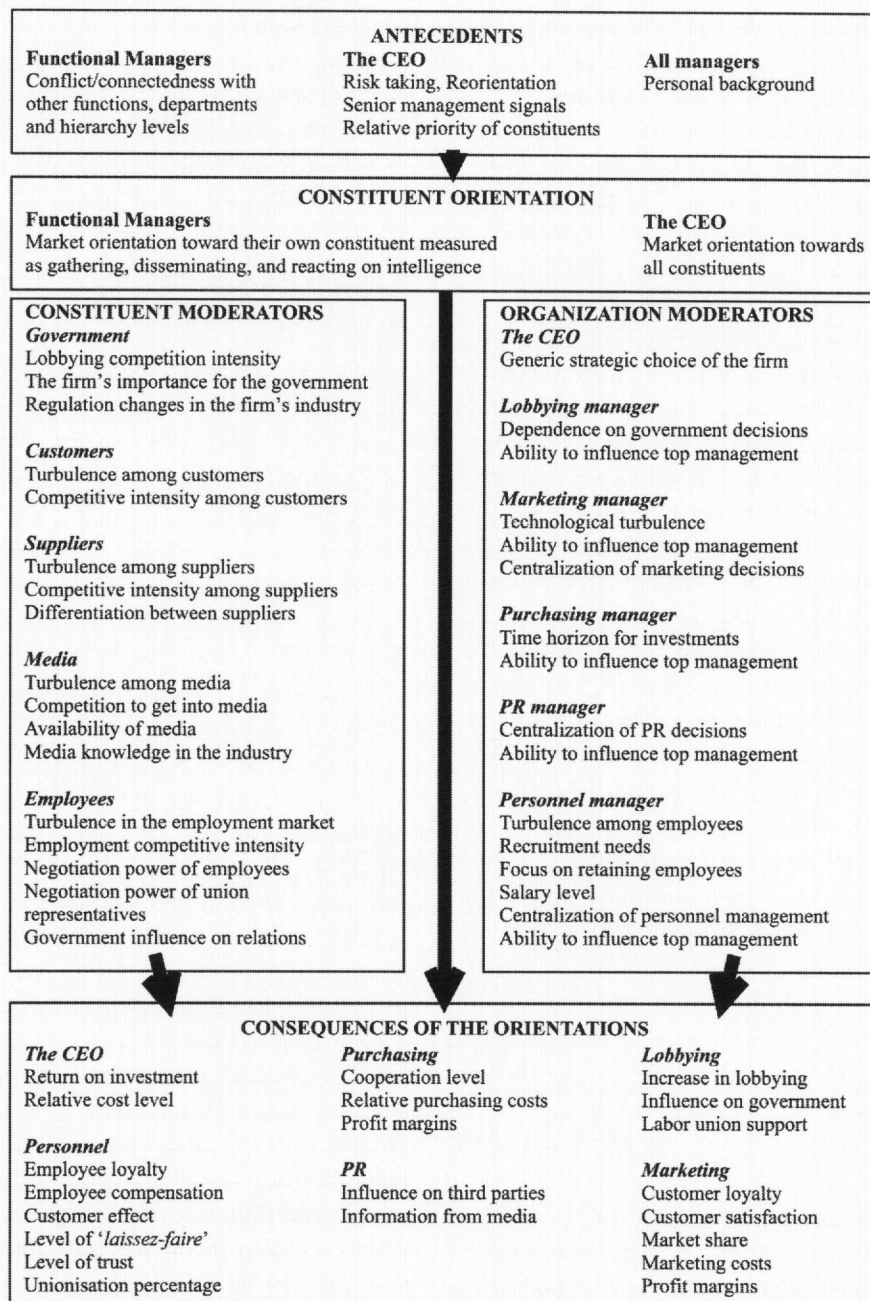 ANTECEDENTS
Functional Managers
Conflict/connectedness with
other functions, departments
and hierarchy levels
The CEO
Risk taking, Reorientation
Senior management signals
Relative priority of constituents
All managers
Personal background
CONSTITUENT ORIENTATION
Functional Managers
Market orientation toward their own constituent measured
as gathering, disseminating, and reacting on intelligence
The CEO
Market orientation towards
all constituents
CONSTITUENT MODERATORS
Government
Lobbying competition intensity
The firm's importance for the government
Regulation changes in the firm's industry
Customers
Turbulence among customers
Competitive intensity among customers
Suppliers
Turbulence among suppliers
Competitive intensity among suppliers
Differentiation between suppliers
Media
Turbulence among media
Competition to get into media
Availability of media
Media knowledge in the industry
Employees
Turbulence in the employment market
Employment competitive intensity
Negotiation power of employees
Negotiation power of union
representatives
Government influence on relations
ORGANIZATION MODERATORS
The CEO
Generic strategic choice of the firm
Lobbying manager
Dependence on government decisions
Ability to influence top management
Marketing manager
Technological turbulence
Ability to influence top management
Centralization of marketing decisions
Purchasing manager
Time horizon for investments
Ability to influence top management
PR manager
Centralization of PR decisions
Ability to influence top management
Personnel manager
Turbulence among employees
Recruitment needs
Focus on retaining employees
Salary level
Centralization of personnel management
Ability to influence top management
CONSEQUENCES OF THE ORIENTATIONS
The CEO
Return on investment
Relative cost level
Personnel
Employee loyalty
Employee compensation
Customer effect
Level of 'laissez-faire'
Level of trust
Unionisation percentage
Purchasing
Cooperation level
Relative purchasing costs
Profit margins
PR
Influence on third parties
Information from media
Lobbying
Increase in lobbying
Influence on government
Labor union support
Marketing
Customer loyalty
Customer satisfaction
Market share
Marketing costs
Profit margins